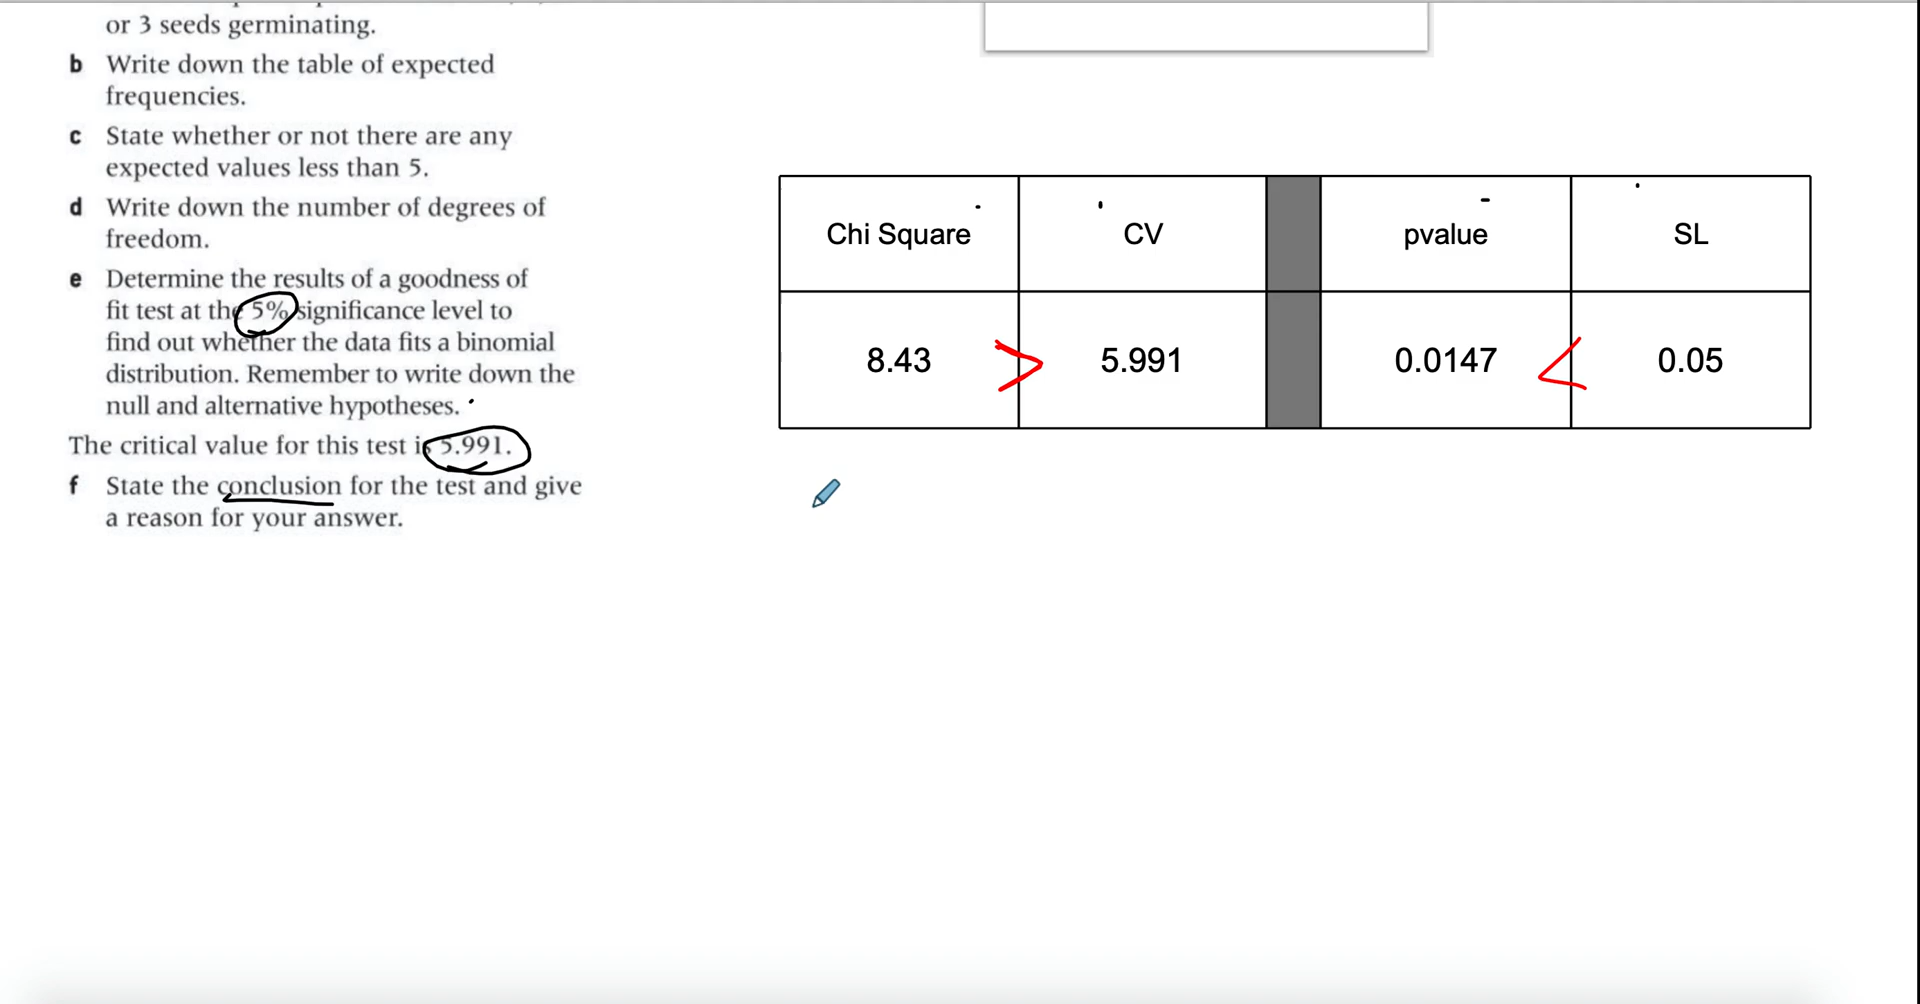 or 3 seeds germinating.
b Write down the table of expected
frequencies.
c State whether or not there are any
expected values less than 5.
d Write down the number of degrees of
freedom.
e Determine the results of a goodness of
fit test at the 5% significance level to
find out whether the data fits a binomial
distribution. Remember to write down the
null and alternative hypotheses.
The critical value for this test is 5.991.
f State the conclusion for the test and give
a reason for your answer.
Chi Square CV pvalue SL
8.43 > 5.991 0.0147 < 0.05